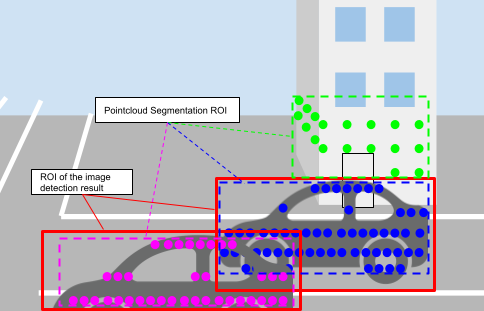 Pointcloud Segmentation ROI
ROI of the image
detection result